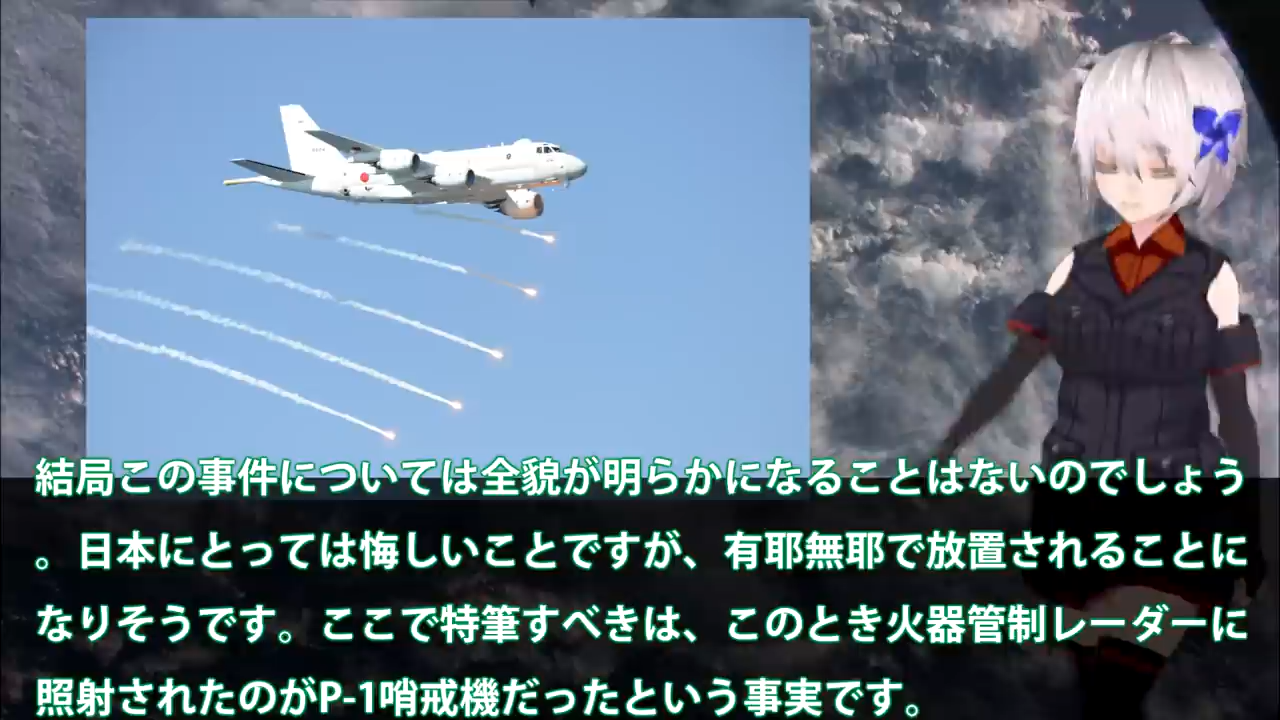 結局この事件については全貌が明らかになることはないのでしょう
。日本にとっては悔しいことですが、有耶無耶で放置されることに
なりそうです。ここで特筆すべきは、このとき火器管制レーダーに
照射されたのがP-1哨戒機だったという事実です。